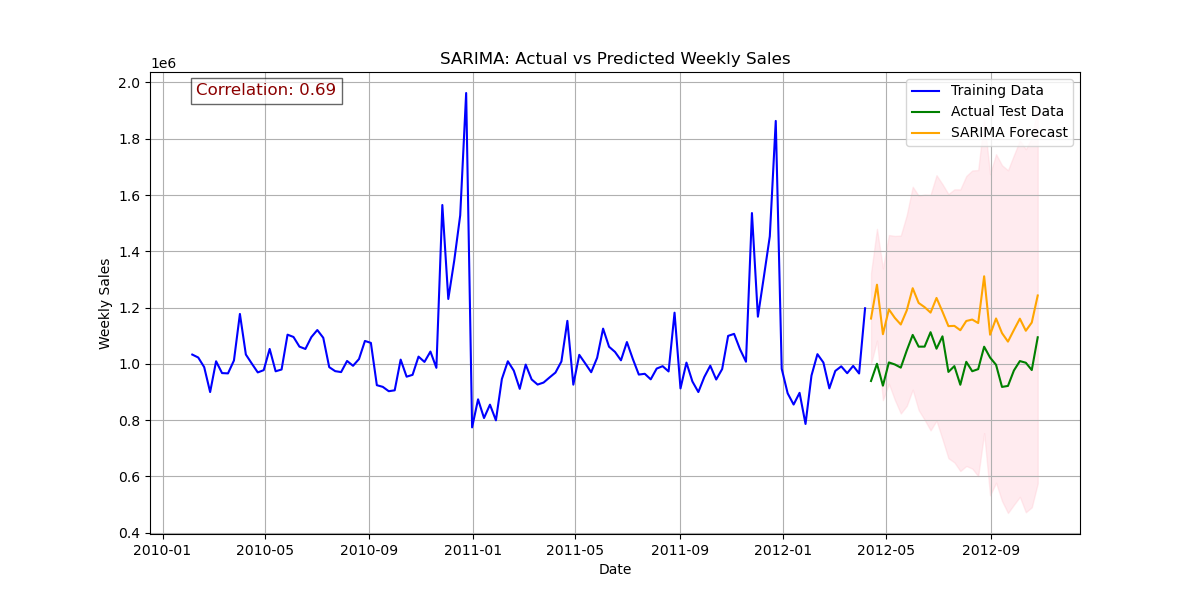 SARIMA: Actual vs Predicted Weekly Sales
1e6
Correlation: 0.69
Training Data
Actual Test Data
SARIMA Forecast
Weekly Sales
2.0
1.8
1.6
1.4
1.2
1.0
0.8
0.6
0.4
2010-01 2010-05 2010-09 2011-01 2011-05 2011-09 2012-01 2012-05 2012-09
Date